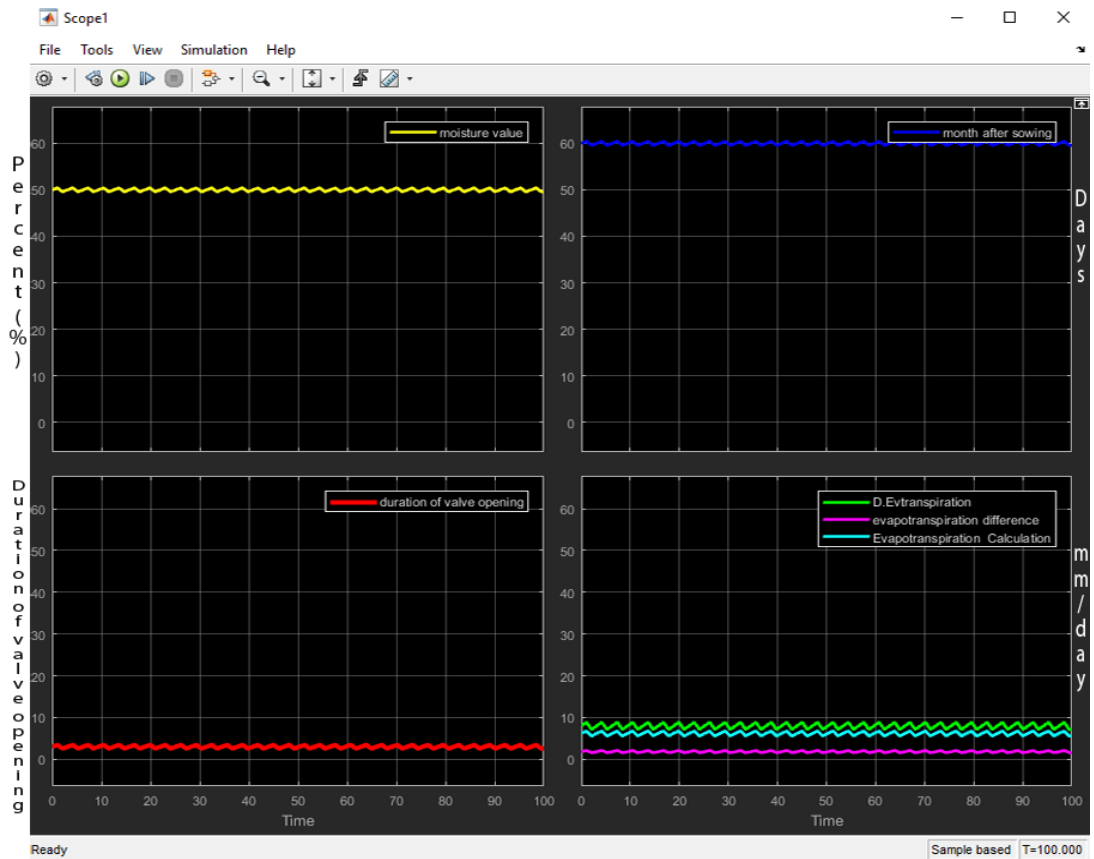 Scope1
File Tools View Simulation Help
Percent(%)
60
50
40
30
20
10
0
moisture value
60
50
40
30
20
10
0
month after sowing
Days
Duration of valve opening
60
50
40
30
20
10
0
duration of valve opening
0 10 20 30 40 50 60 70 80 90 100
Time
60
50
40
30
20
10
0
D.Evtranspiration
evapotranspiration difference
Evapotranspiration Calculation
mm/day
0 10 20 30 40 50 60 70 80 90 100
Time
Ready
Sample based T=100.000